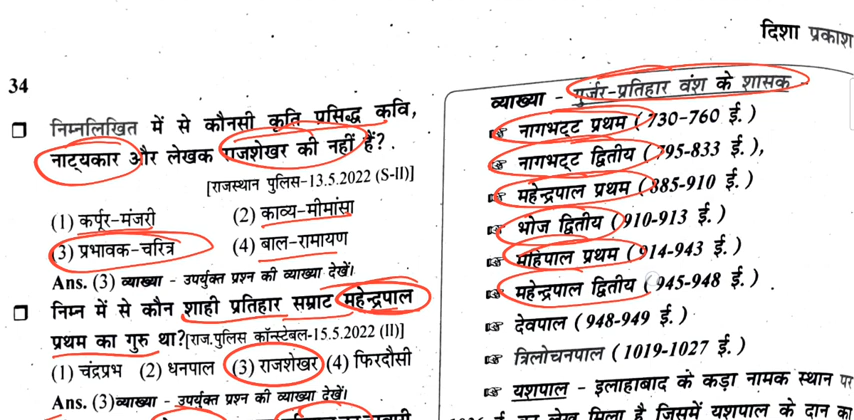 दिशा प्रकाश
34
निम्नलिखित में से कौनसी कृति प्रसिद्ध कवि,
नाट्यकार और लेखक राजशेखर की नहीं है?
[राजस्थान पुलिस-13.5.2022 (S-II)]
(1) कर्पूर-मंजरी (2) काव्य-मीमांसा
(3) प्रभावक-चरित्र (4) बाल-रामायण
Ans. (3) व्याख्या - उपर्युक्त प्रश्न की व्याख्या देखें।
निम्न में से कौन शाही प्रतिहार सम्राट महेन्द्रपाल
प्रथम का गुरु था? [राज.पुलिस कॉन्स्टेबल-15.5.2022 (II)]
(1) चंद्रप्रभ (2) धनपाल (3) राजशेखर (4) फिरदौसी
Ans. (3) व्याख्या - उपर्युक्त प्रश्न की व्याख्या देखें।
व्याख्या - गुर्जर-प्रतिहार वंश के शासक
नागभट्ट प्रथम (730-760 ई.)
नागभट्ट द्वितीय (795-833 ई.),
महेन्द्रपाल प्रथम (885-910 ई.)
भोज द्वितीय (910-913 ई.)
महिपाल प्रथम (914-943 ई.)
महेन्द्रपाल द्वितीय (945-948 ई.)
देवपाल (948-949 ई.)
त्रिलोचनपाल (1019-1027 ई.)
यशपाल - इलाहाबाद के कड़ा नामक स्थान पर
लेख मिला है जिसमें यशपाल के दान का